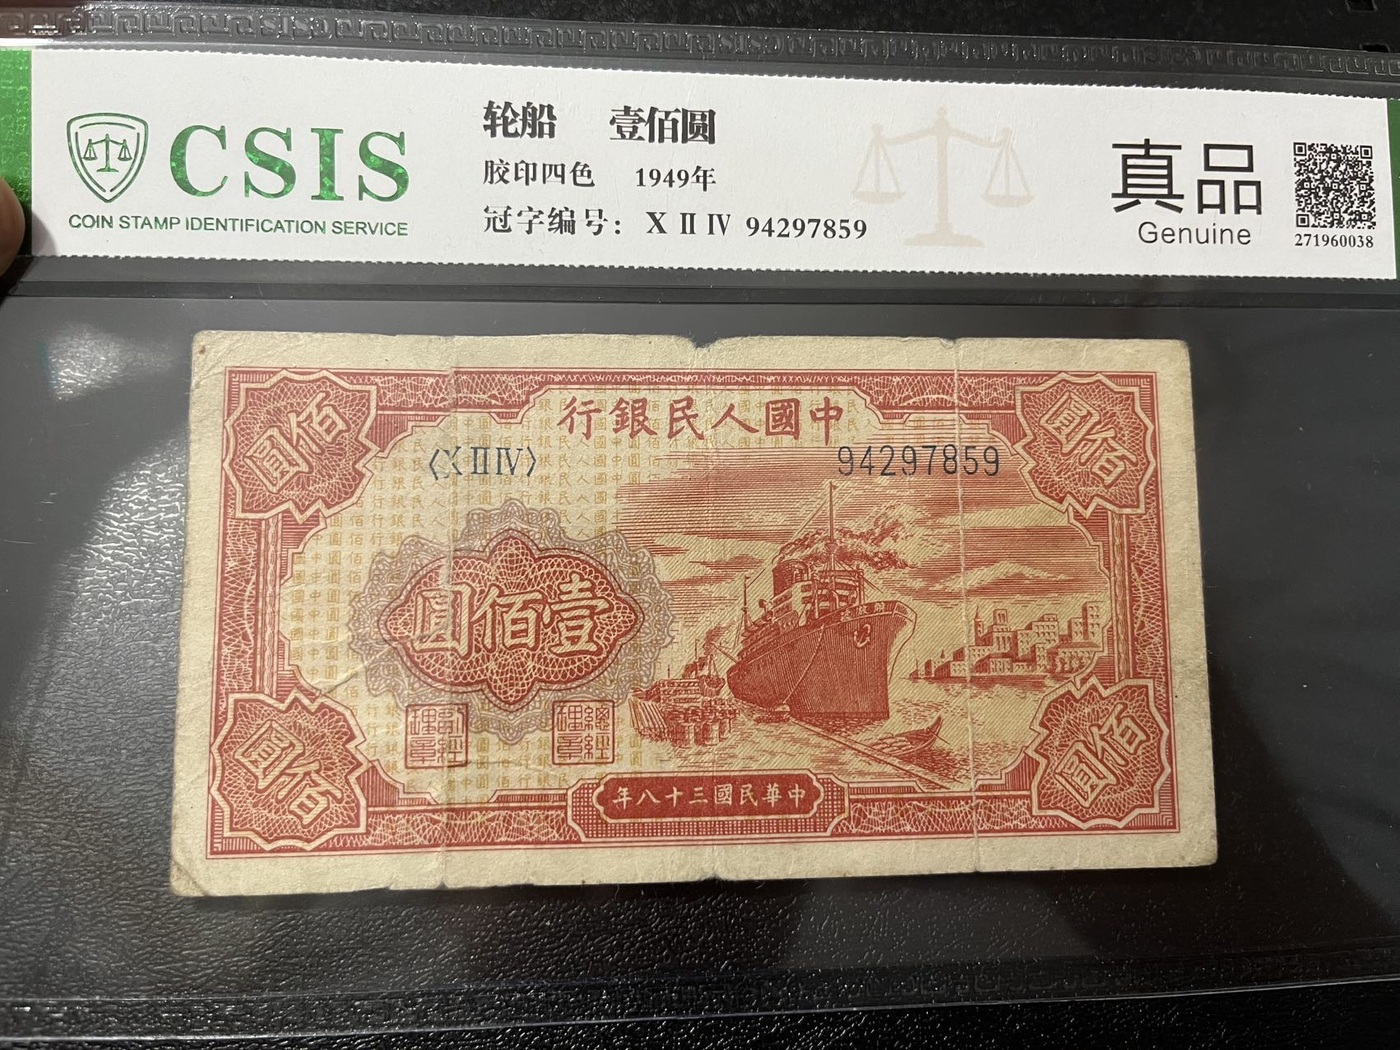 CSIS
COIN STAMP IDENTIFICATION SERVICE
轮船 壹佰圆
胶印四色 1949年
冠字编号: X II IV 94297859
真品
Genuine
271960038
行銀民人國中
〈X II IV〉 94297859
圓佰
圓佰
圓佰壹
圓佰
圓佰
年八十三國民華中